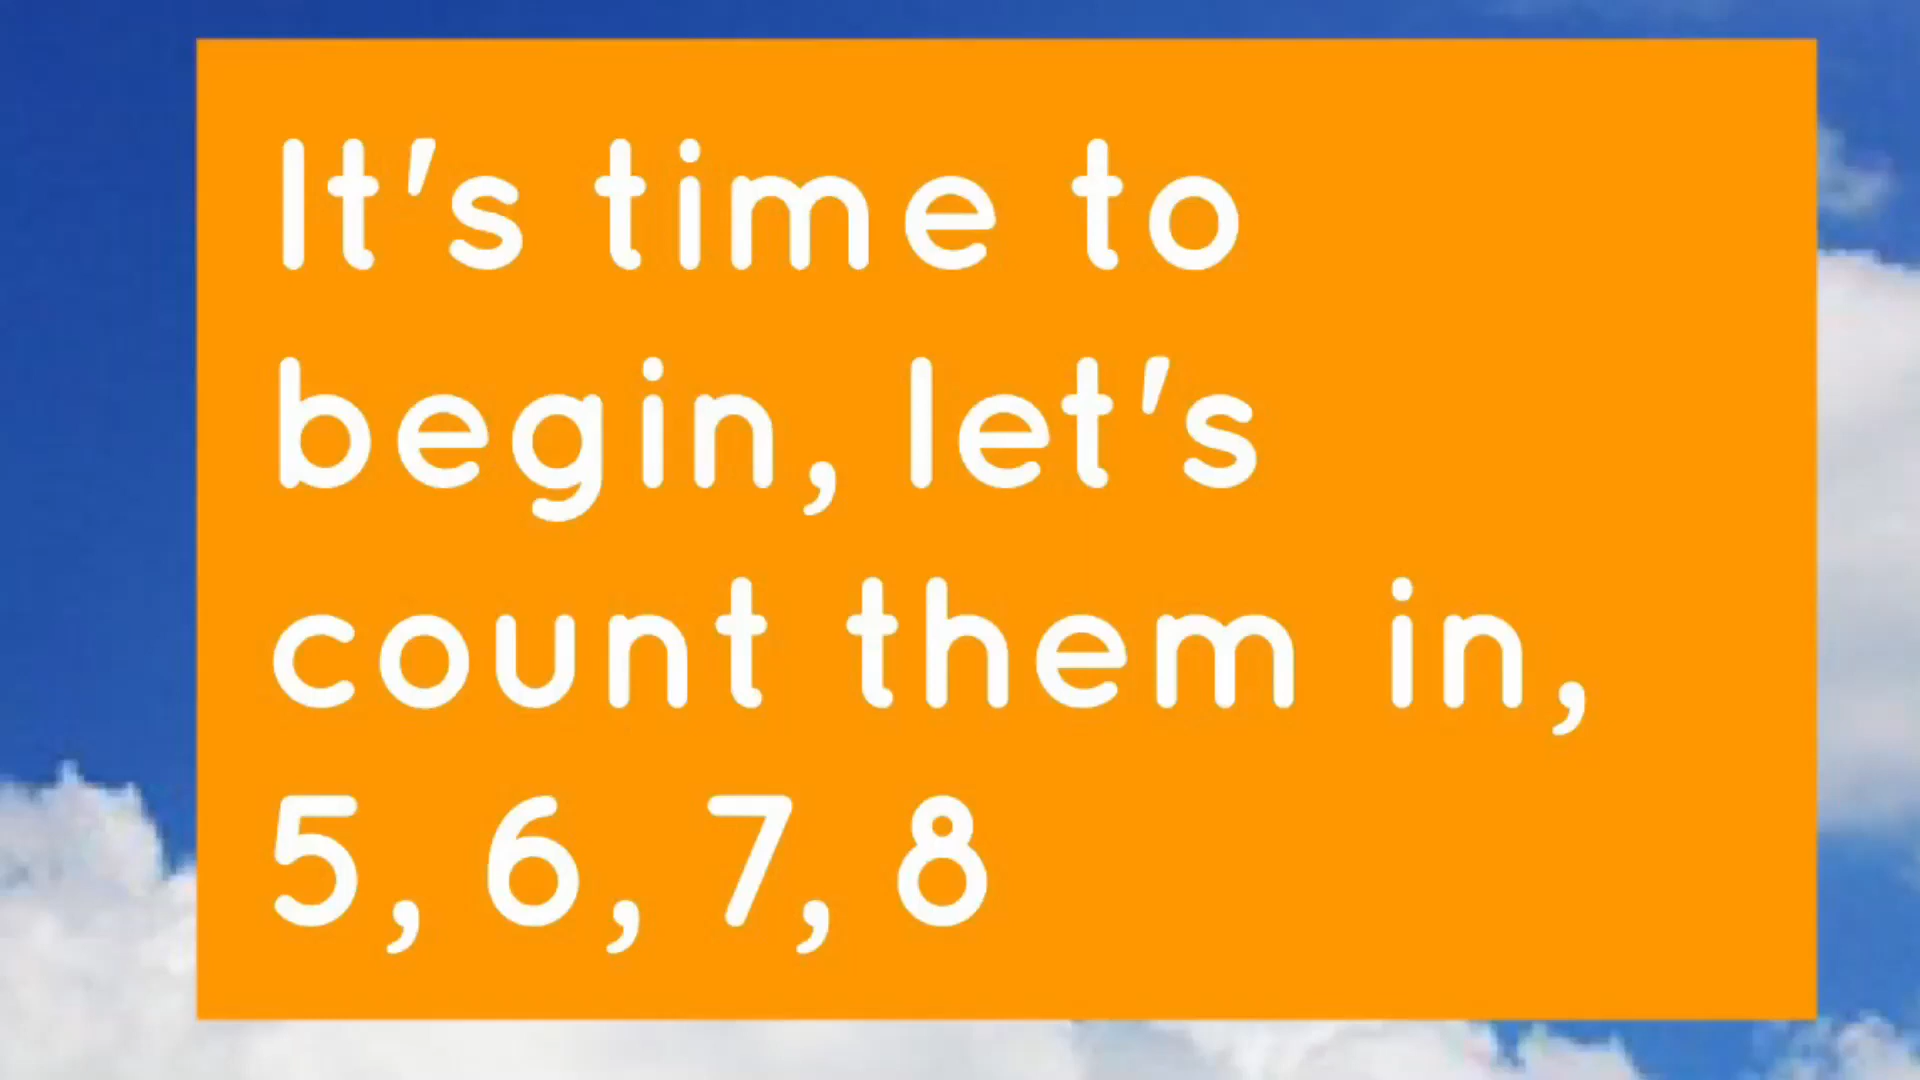 It's time to
begin, let's
count them in,
5, 6, 7, 8